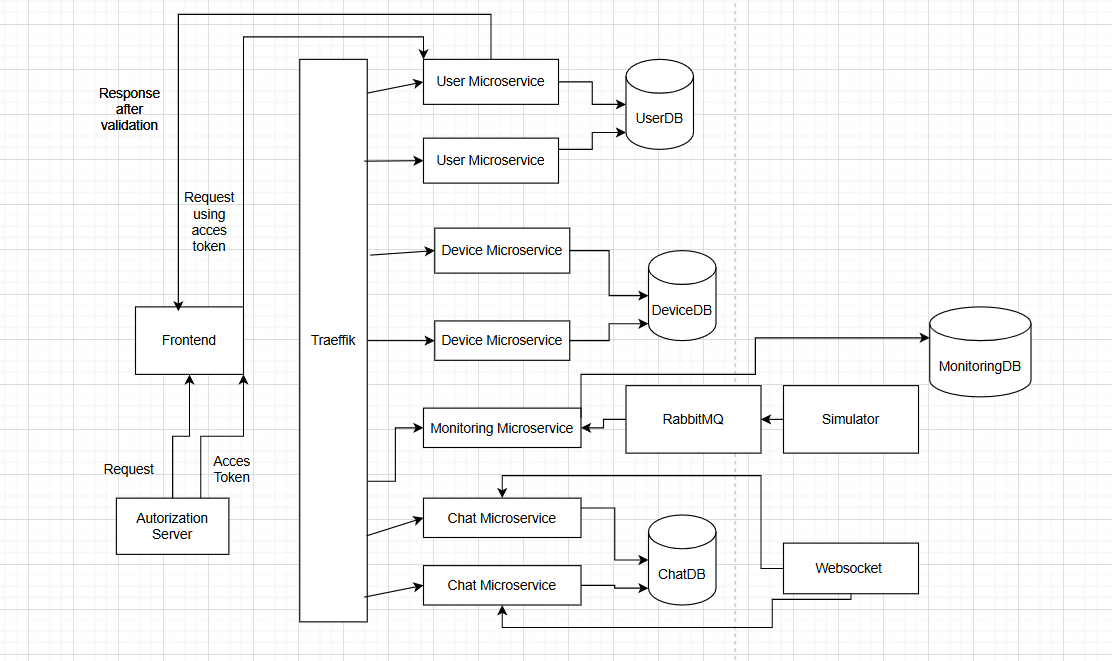 User Microservice
Response
after
validation
UserDB
User Microservice
Request
using
acces
token
Device Microservice
DeviceDB
Frontend
Traeffik
Device Microservice
MonitoringDB
Monitoring Microservice
RabbitMQ
Simulator
Request
Acces
Token
Autorization
Server
Chat Microservice
ChatDB
Websocket
Chat Microservice